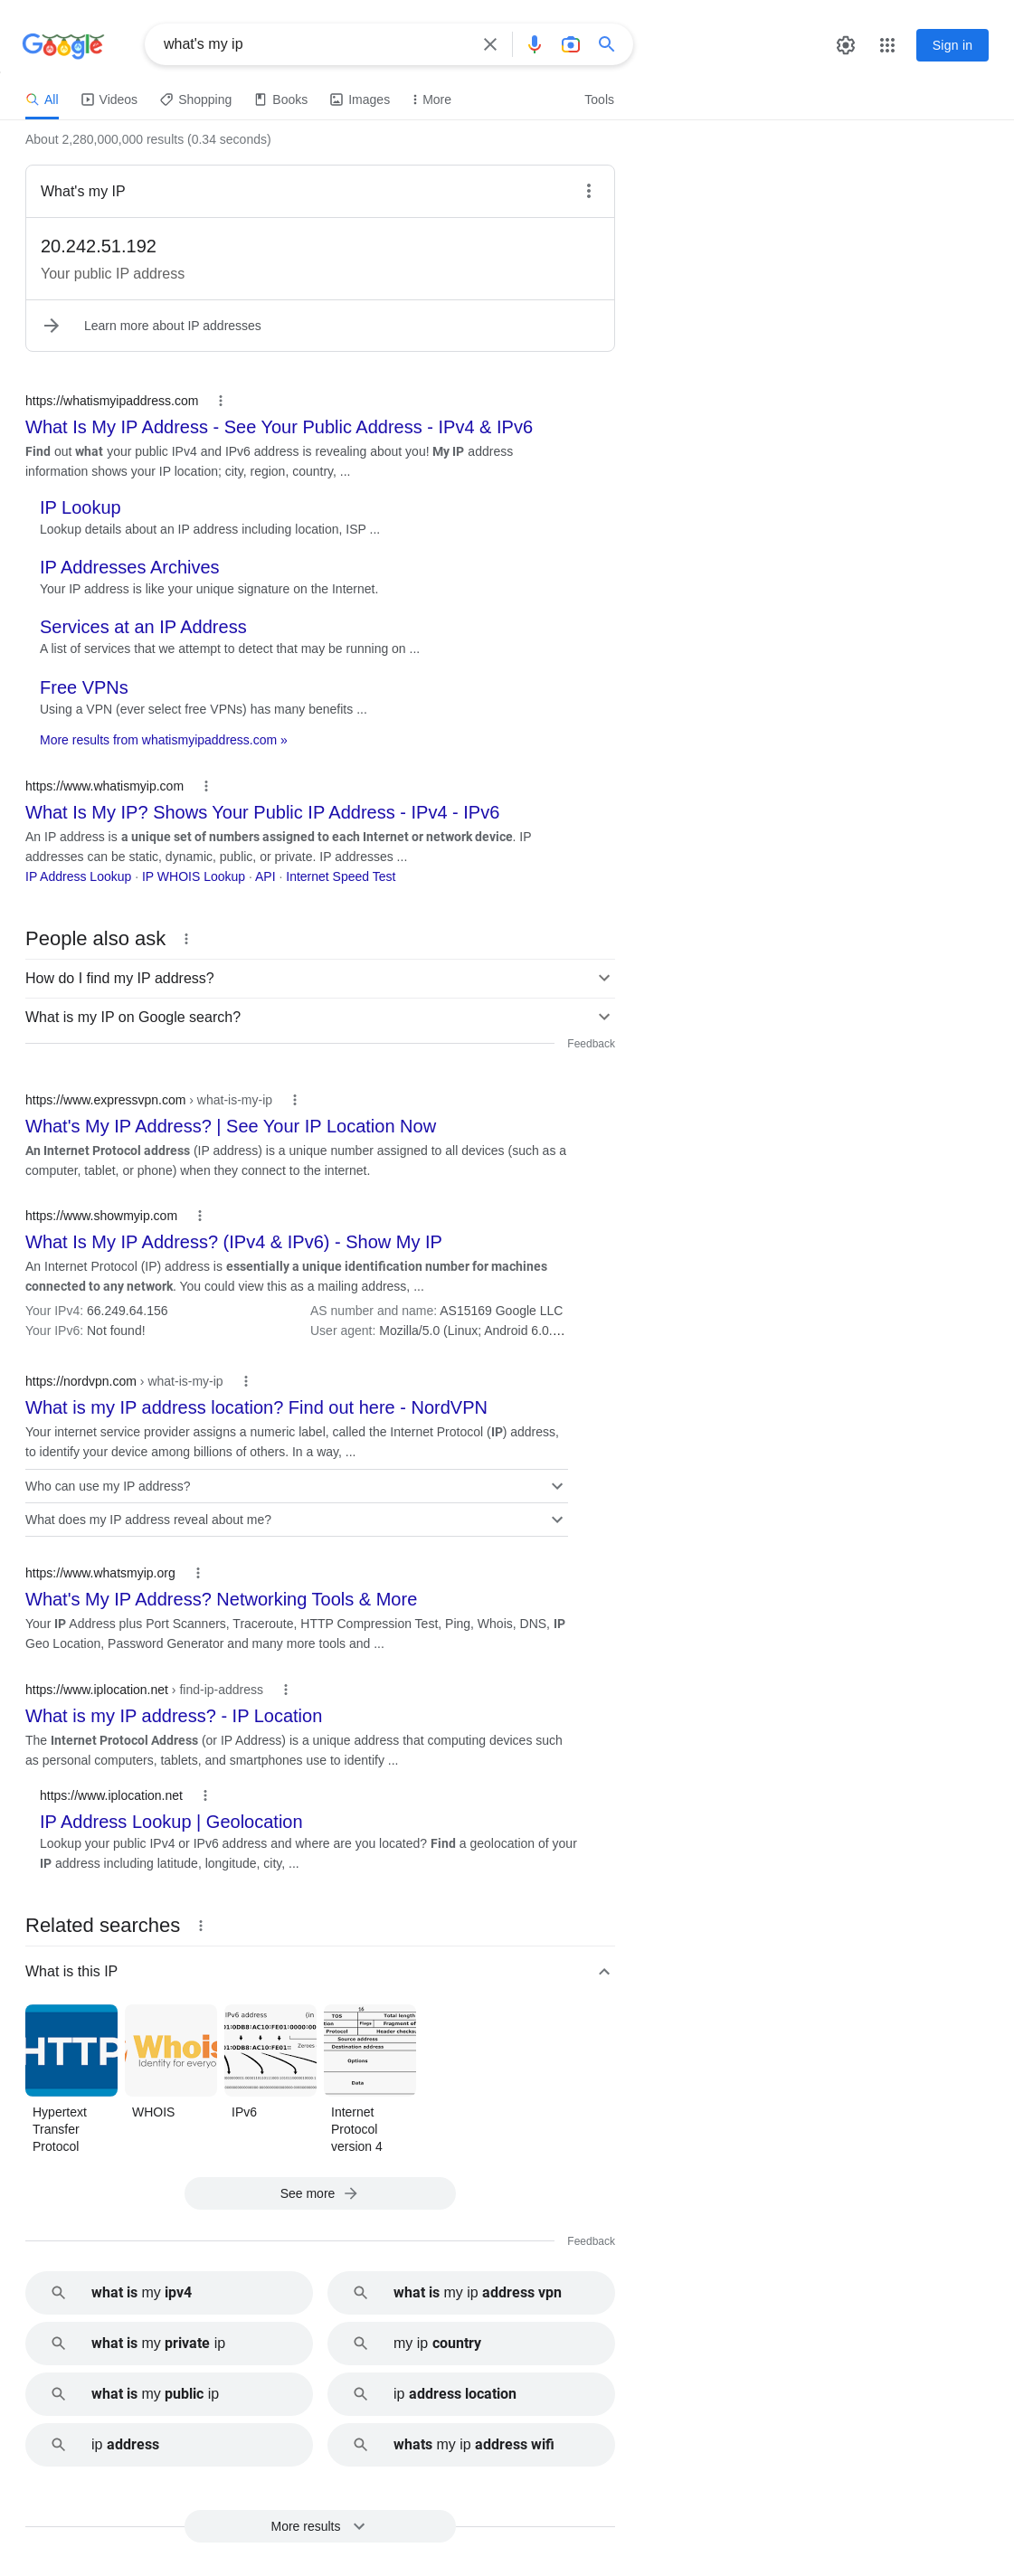 Google
what's my ip
Sign in
All
Videos
Shopping
Books
Images
More
Tools
About 2,280,000,000 results (0.34 seconds)
What's my IP
20.242.51.192
Your public IP address
Learn more about IP addresses
https://whatismyipaddress.com
What Is My IP Address - See Your Public Address - IPv4 & IPv6
Find out what your public IPv4 and IPv6 address is revealing about you! My IP address
information shows your IP location; city, region, country, ...
IP Lookup
Lookup details about an IP address including location, ISP ...
IP Addresses Archives
Your IP address is like your unique signature on the Internet.
Services at an IP Address
A list of services that we attempt to detect that may be running on ...
Free VPNs
Using a VPN (ever select free VPNs) has many benefits ...
More results from whatismyipaddress.com »
https://www.whatismyip.com
What Is My IP? Shows Your Public IP Address - IPv4 - IPv6
An IP address is a unique set of numbers assigned to each Internet or network device. IP
addresses can be static, dynamic, public, or private. IP addresses ...
IP Address Lookup · IP WHOIS Lookup · API · Internet Speed Test
People also ask
How do I find my IP address?
What is my IP on Google search?
Feedback
https://www.expressvpn.com › what-is-my-ip
What's My IP Address? | See Your IP Location Now
An Internet Protocol address (IP address) is a unique number assigned to all devices (such as a
computer, tablet, or phone) when they connect to the internet.
https://www.showmyip.com
What Is My IP Address? (IPv4 & IPv6) - Show My IP
An Internet Protocol (IP) address is essentially a unique identification number for machines
connected to any network. You could view this as a mailing address, ...
Your IPv4: 66.249.64.156
AS number and name: AS15169 Google LLC
Your IPv6: Not found!
User agent: Mozilla/5.0 (Linux; Android 6.0....
https://nordvpn.com › what-is-my-ip
What is my IP address location? Find out here - NordVPN
Your internet service provider assigns a numeric label, called the Internet Protocol (IP) address,
to identify your device among billions of others. In a way, ...
Who can use my IP address?
What does my IP address reveal about me?
https://www.whatsmyip.org
What's My IP Address? Networking Tools & More
Your IP Address plus Port Scanners, Traceroute, HTTP Compression Test, Ping, Whois, DNS, IP
Geo Location, Password Generator and many more tools and ...
https://www.iplocation.net › find-ip-address
What is my IP address? - IP Location
The Internet Protocol Address (or IP Address) is a unique address that computing devices such
as personal computers, tablets, and smartphones use to identify ...
https://www.iplocation.net
IP Address Lookup | Geolocation
Lookup your public IPv4 or IPv6 address and where are you located? Find a geolocation of your
IP address including latitude, longitude, city, ...
Related searches
What is this IP
HTTP
Whois
Identity for everyo
IPv6 address (in
Zeroes
16
TOS Total length
Flags Fragment of
Protocol Header checks
Source address
Destination address
Options
Data
Hypertext
Transfer
Protocol
WHOIS
IPv6
Internet
Protocol
version 4
See more
Feedback
what is my ipv4
what is my ip address vpn
what is my private ip
my ip country
what is my public ip
ip address location
ip address
whats my ip address wifi
More results